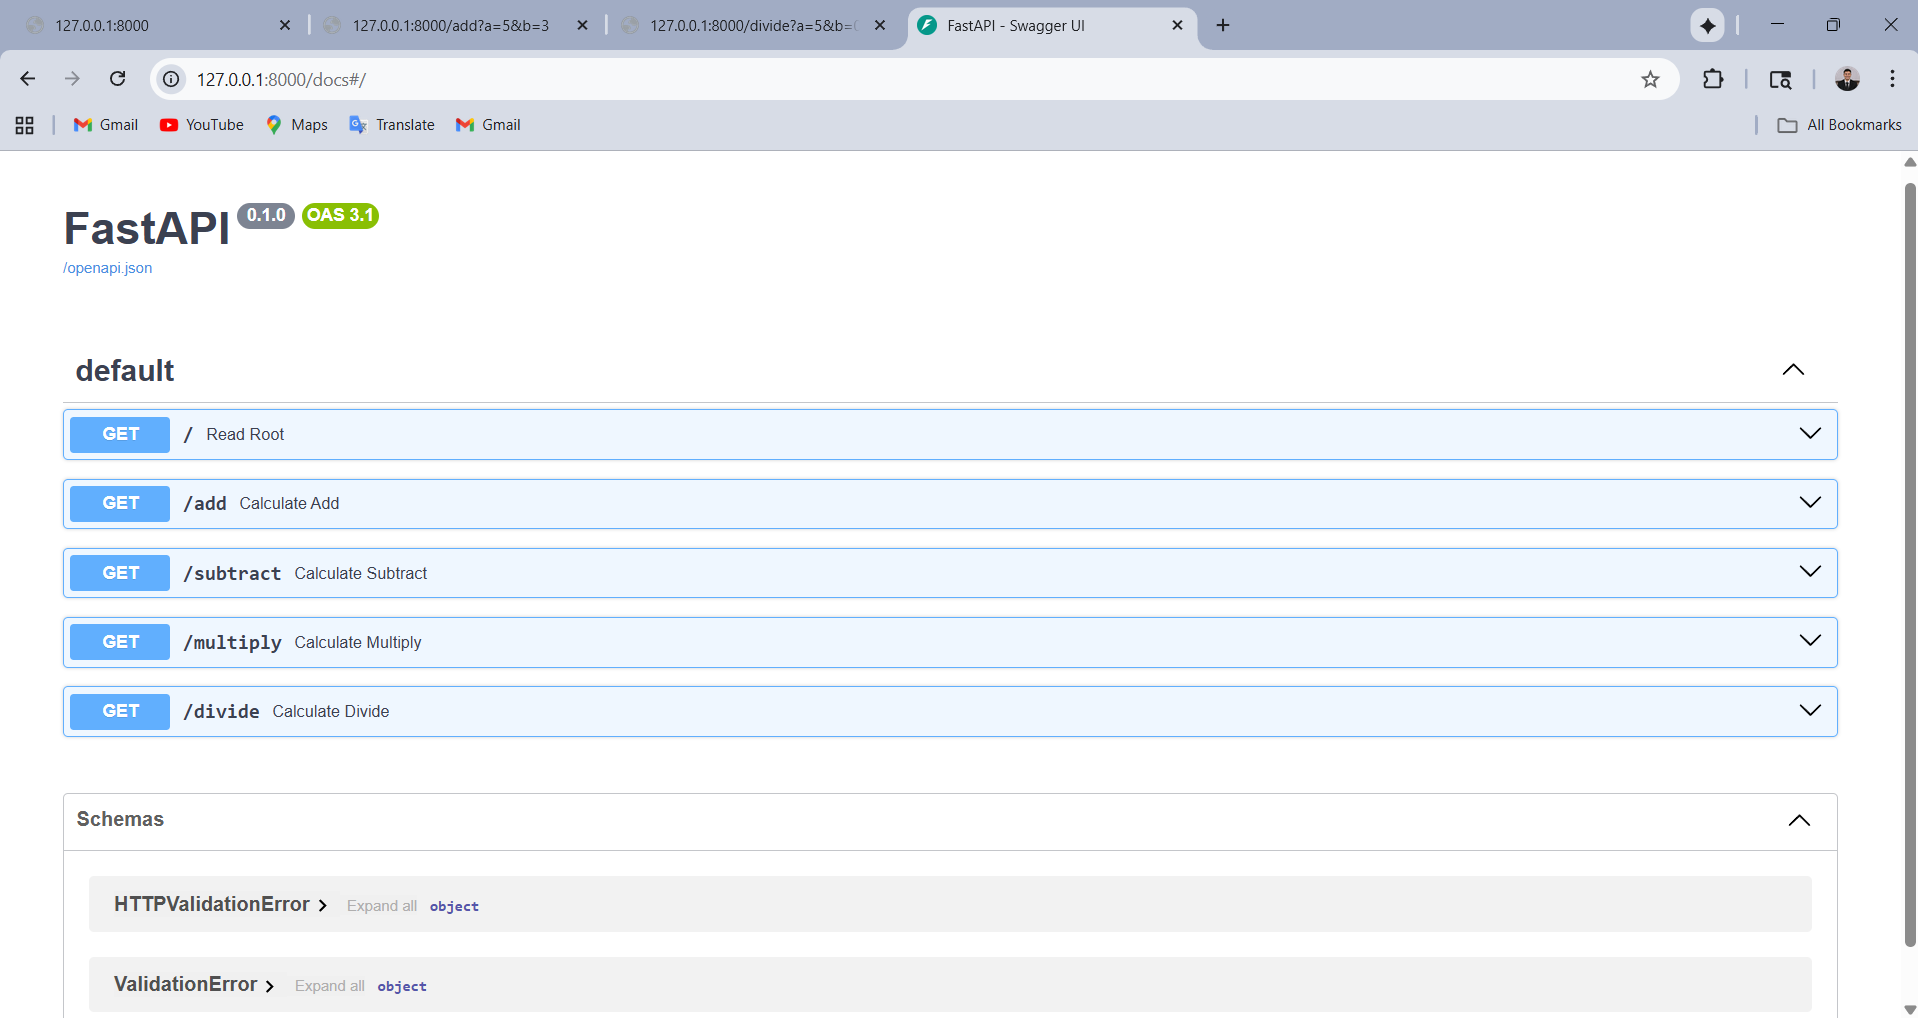 127.0.0.1:8000
127.0.0.1:8000/add?a=5&b=3
127.0.0.1:8000/divide?a=5&b=
FastAPI - Swagger UI
127.0.0.1:8000/docs#/
Gmail
YouTube
Maps
Translate
Gmail
All Bookmarks
FastAPI 0.1.0 OAS 3.1
/openapi.json
default
GET / Read Root
GET /add Calculate Add
GET /subtract Calculate Subtract
GET /multiply Calculate Multiply
GET /divide Calculate Divide
Schemas
HTTPValidationError Expand all object
ValidationError Expand all object